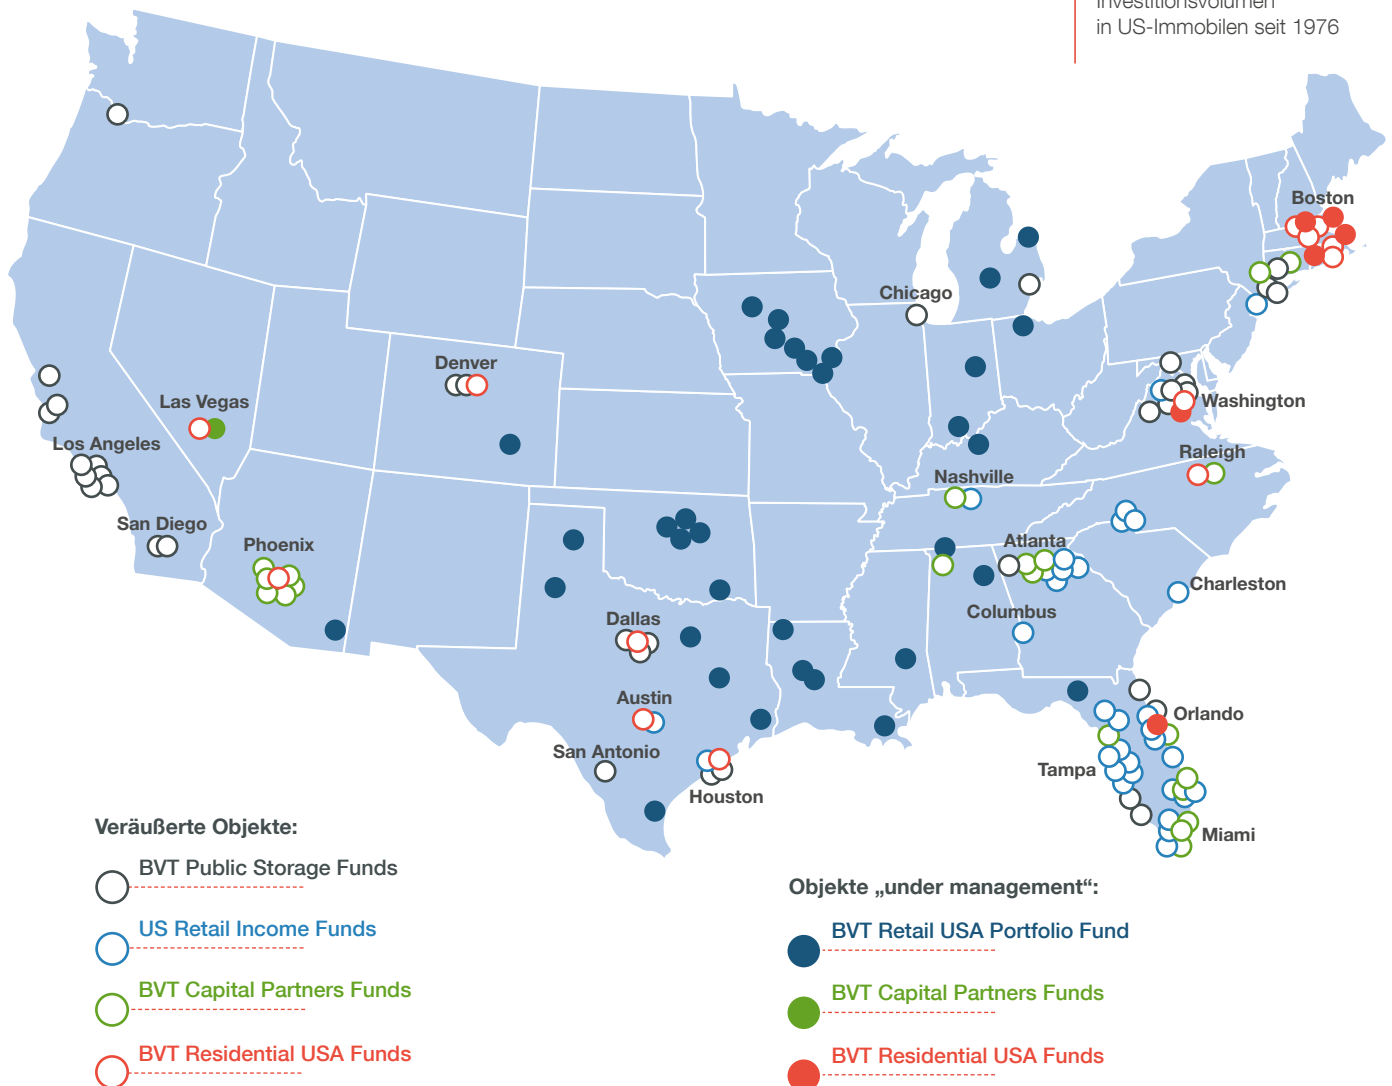 Investitionsvolumen
in US-Immobilen seit 1976
Boston
Chicago
Denver
Las Vegas
Washington
Los Angeles
Raleigh
Nashville
San Diego
Phoenix
Atlanta
Charleston
Columbus
Dallas
Austin
Orlando
San Antonio
Tampa
Houston
Miami
Veräußerte Objekte:
BVT Public Storage Funds
US Retail Income Funds
BVT Capital Partners Funds
BVT Residential USA Funds
Objekte „under management“:
BVT Retail USA Portfolio Fund
BVT Capital Partners Funds
BVT Residential USA Funds